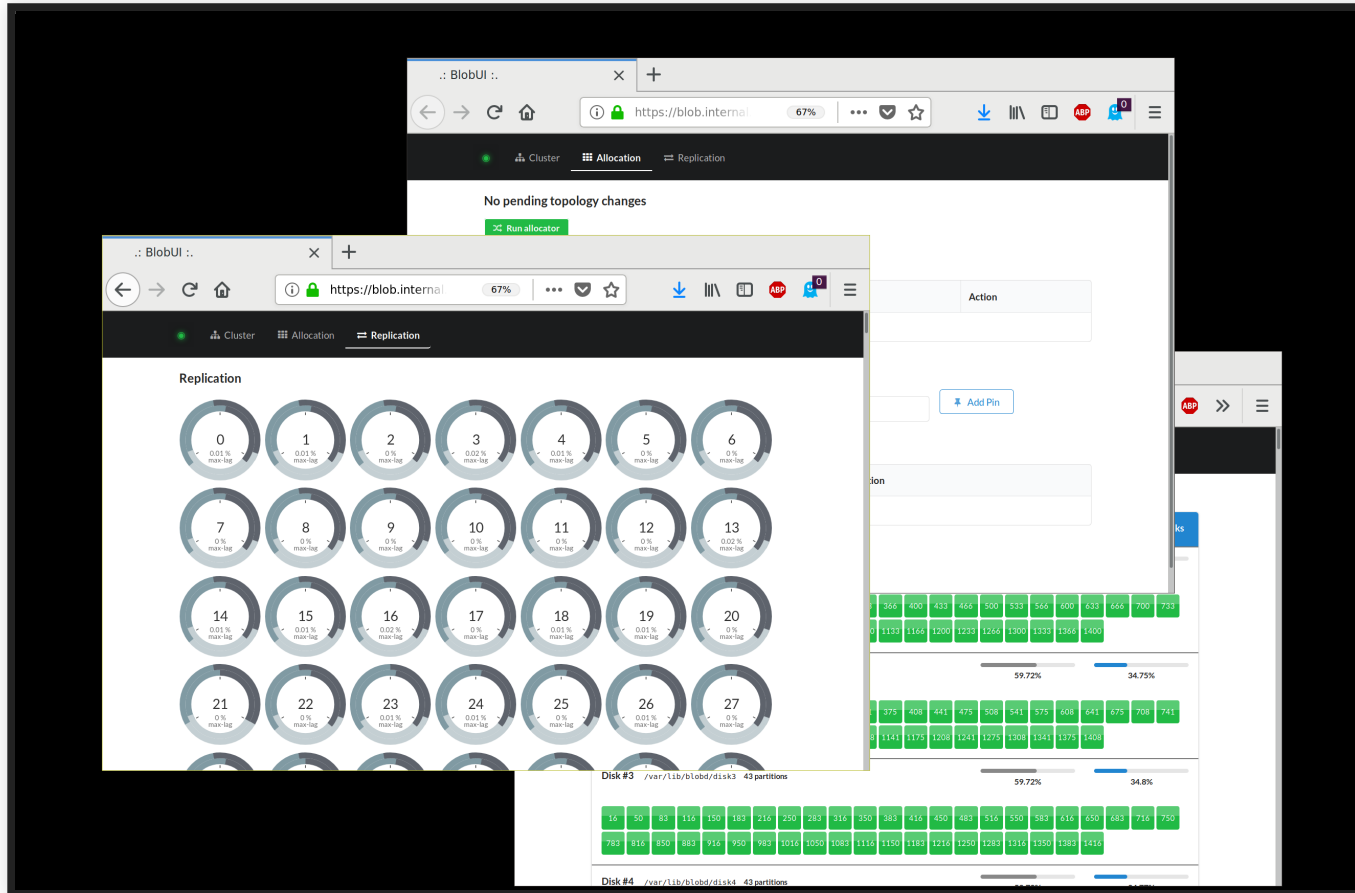 .: BlobUI :.
https://blob.interna
67%
ABP
0
Cluster
Allocation
Replication
No pending topology changes
Run allocator
Action
Add Pin
ion
.: BlobUI :.
https://blob.internal
67%
ABP
0
Cluster
Allocation
Replication
Replication
0 1 2 3 4 5 6
0.01 % 0.01 % 0 % 0.02 % 0.01 % 0 % 0 %
max-lag max-lag max-lag max-lag max-lag max-lag max-lag
7 8 9 10 11 12 13
0 % 0 % 0 % 0 % 0 % 0 % 0.02 %
max-lag max-lag max-lag max-lag max-lag max-lag max-lag
14 15 16 17 18 19 20
0.01 % 0.01 % 0.02 % 0 % 0.01 % 0.01 % 0 %
max-lag max-lag max-lag max-lag max-lag max-lag max-lag
21 22 23 24 25 26 27
0 % 0 % 0.01 % 0.01 % 0 % 0.01 % 0 %
max-lag max-lag max-lag max-lag max-lag max-lag max-lag
ABP
ks
366 400 433 466 500 533 566 600 633 666 700 733
1133 1166 1200 1233 1266 1300 1333 1366 1400
59.72% 34.75%
375 408 441 475 508 541 575 608 641 675 708 741
1141 1175 1208 1241 1275 1308 1341 1375 1408
Disk #3 /var/lib/blobd/disk3 43 partitions
59.72% 34.8%
16 50 83 116 150 183 216 250 283 316 350 383 416 450 483 516 550 583 616 650 683 716 750
783 816 850 883 916 950 983 1016 1050 1083 1116 1150 1183 1216 1250 1283 1316 1350 1383 1416
Disk #4 /var/lib/blobd/disk4 43 partitions